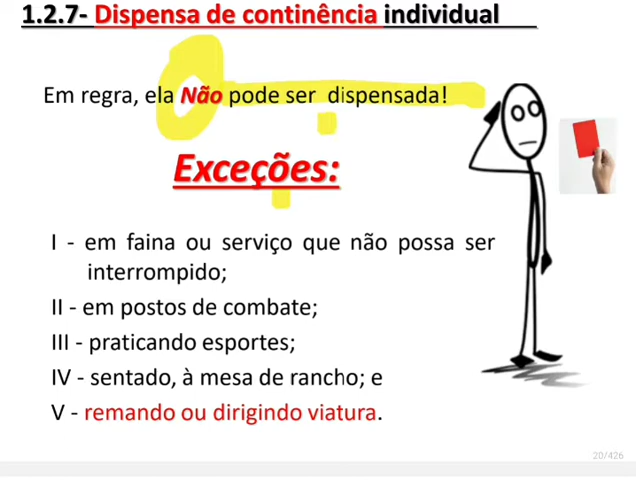 1.2.7- Dispensa de continência individual
Em regra, ela Não pode ser dispensada!
Exceções:
I - em faina ou serviço que não possa ser
interrompido;
II - em postos de combate;
III - praticando esportes;
IV - sentado, à mesa de rancho; e
V - remando ou dirigindo viatura.
20/426